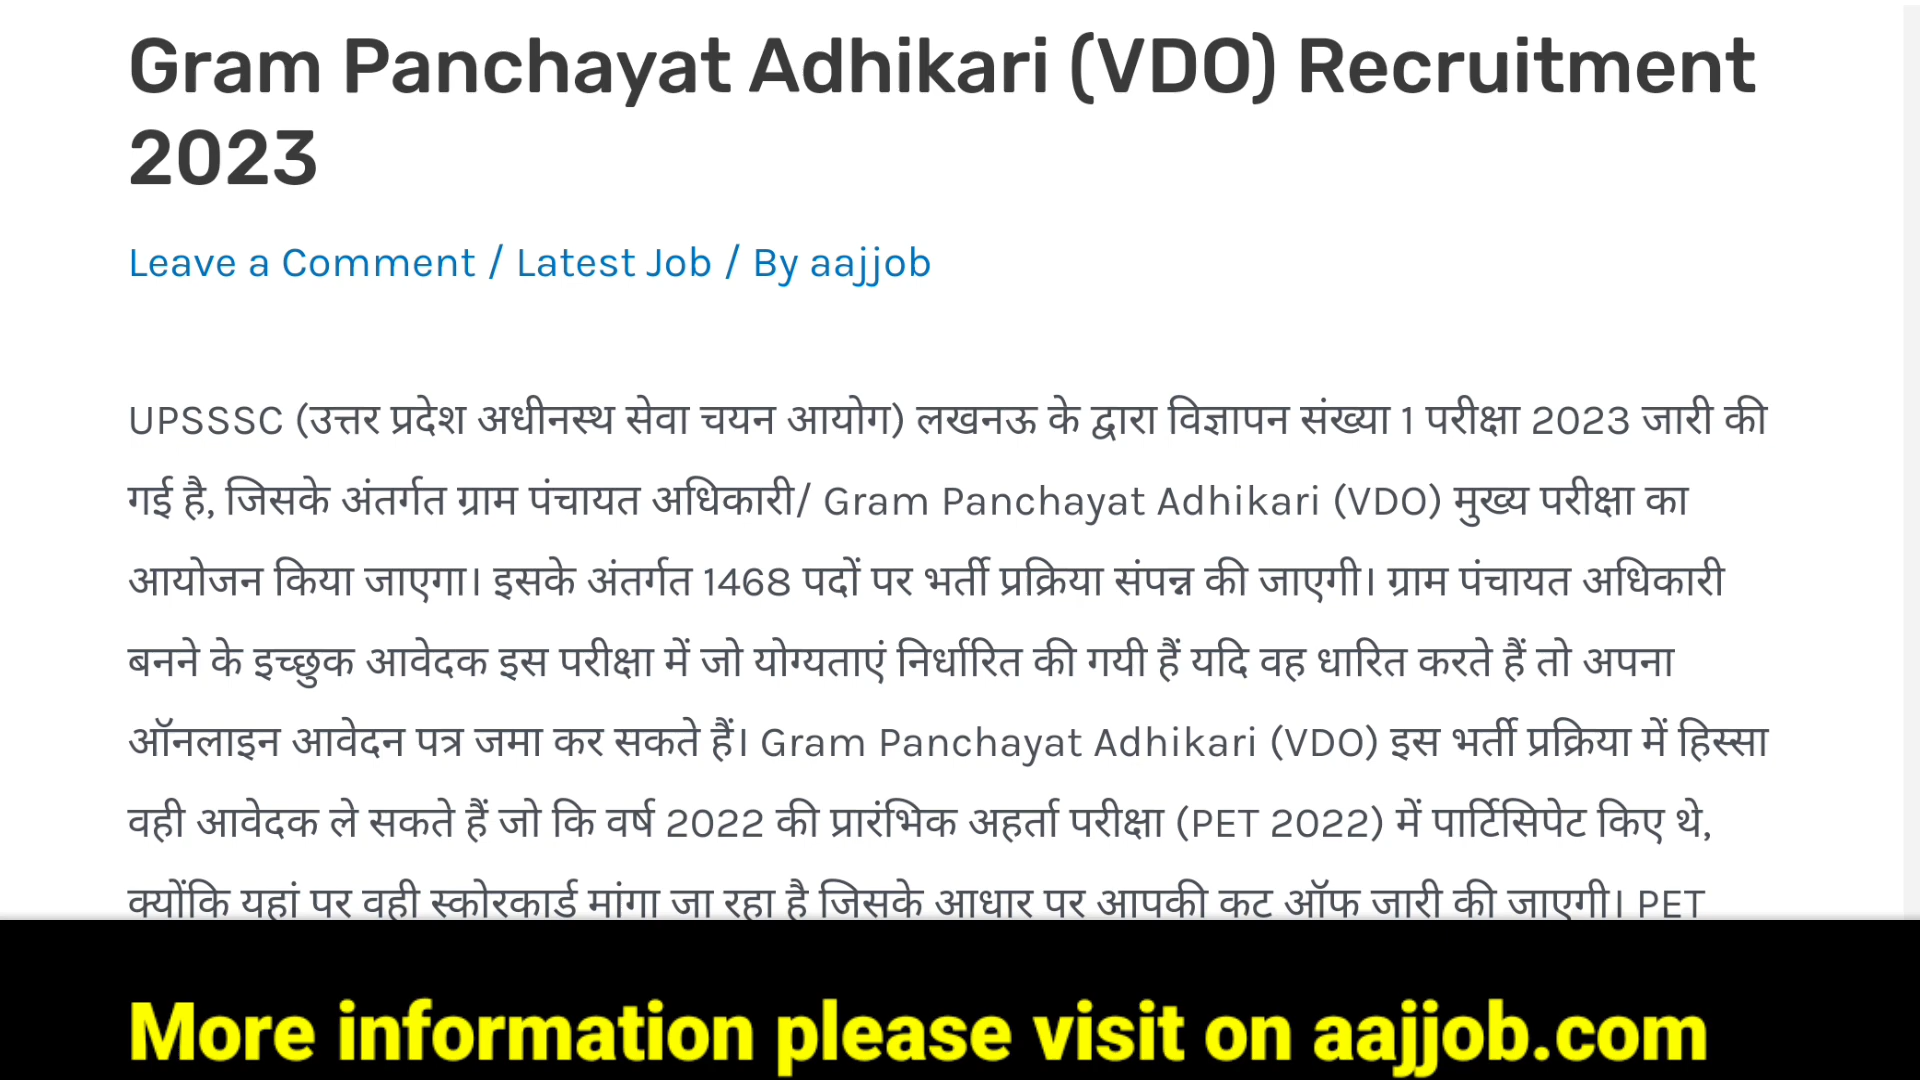 Gram Panchayat Adhikari (VDO) Recruitment
2023
Leave a Comment / Latest Job / By aajjob
UPSSSC (उत्तर प्रदेश अधीनस्थ सेवा चयन आयोग) लखनऊ के द्वारा विज्ञापन संख्या 1 परीक्षा 2023 जारी की
गई है, जिसके अंतर्गत ग्राम पंचायत अधिकारी/ Gram Panchayat Adhikari (VDO) मुख्य परीक्षा का
आयोजन किया जाएगा। इसके अंतर्गत 1468 पदों पर भर्ती प्रक्रिया संपन्न की जाएगी। ग्राम पंचायत अधिकारी
बनने के इच्छुक आवेदक इस परीक्षा में जो योग्यताएं निर्धारित की गयी हैं यदि वह धारित करते हैं तो अपना
ऑनलाइन आवेदन पत्र जमा कर सकते हैं। Gram Panchayat Adhikari (VDO) इस भर्ती प्रक्रिया में हिस्सा
वही आवेदक ले सकते हैं जो कि वर्ष 2022 की प्रारंभिक अहर्ता परीक्षा (PET 2022) में पार्टिसिपेट किए थे,
क्योंकि यहां पर वही स्कोरकार्ड मांगा जा रहा है जिसके आधार पर आपकी कट ऑफ जारी की जाएगी। PET
More information please visit on aajjob.com